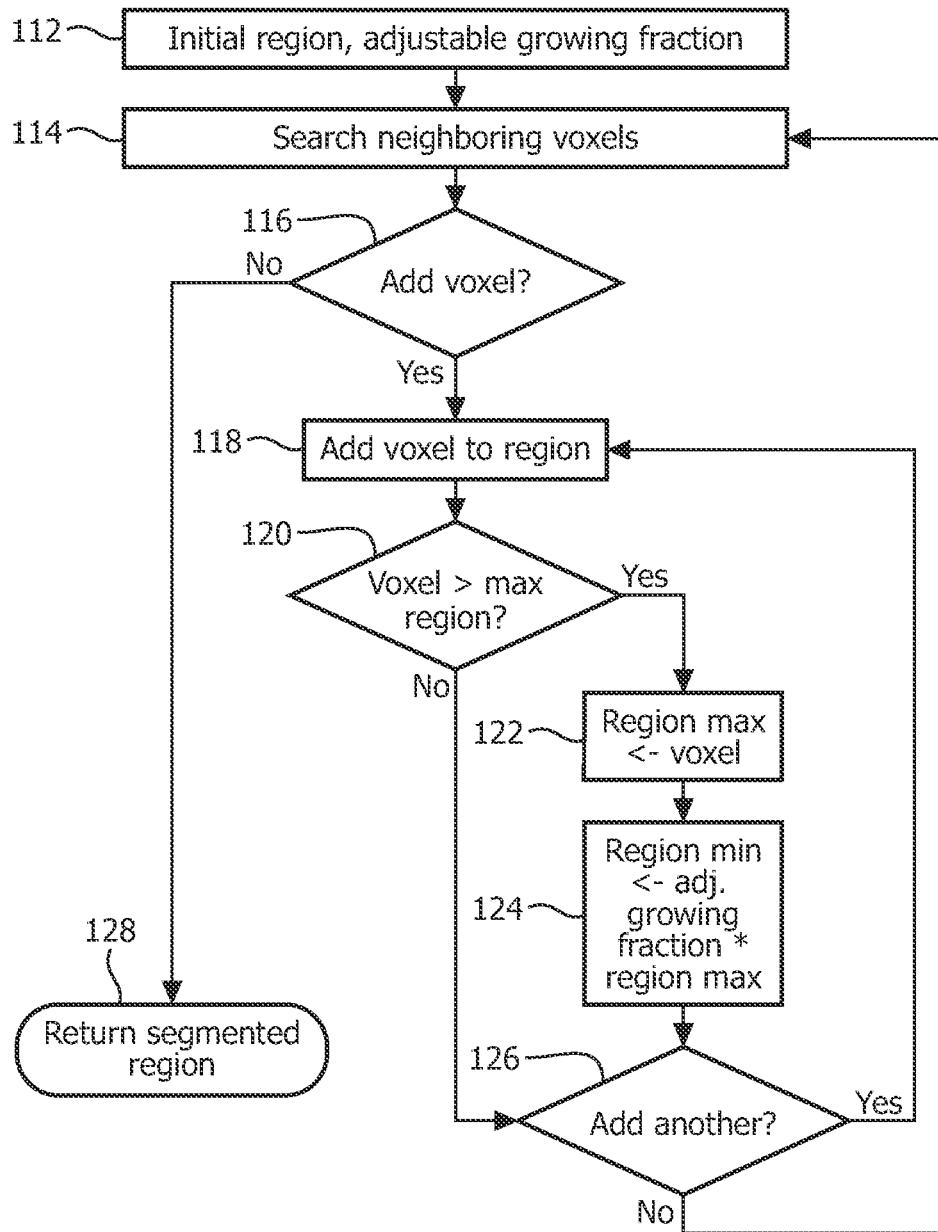 112
Initial region, adjustable growing fraction
114
Search neighboring voxels
116
No
Add voxel?
Yes
118
Add voxel to region
120
Voxel > max
region?
Yes
No
122
Region max
<- voxel
124
Region min
<- adj.
growing
fraction *
region max
128
Return segmented
region
126
Add another?
Yes
No